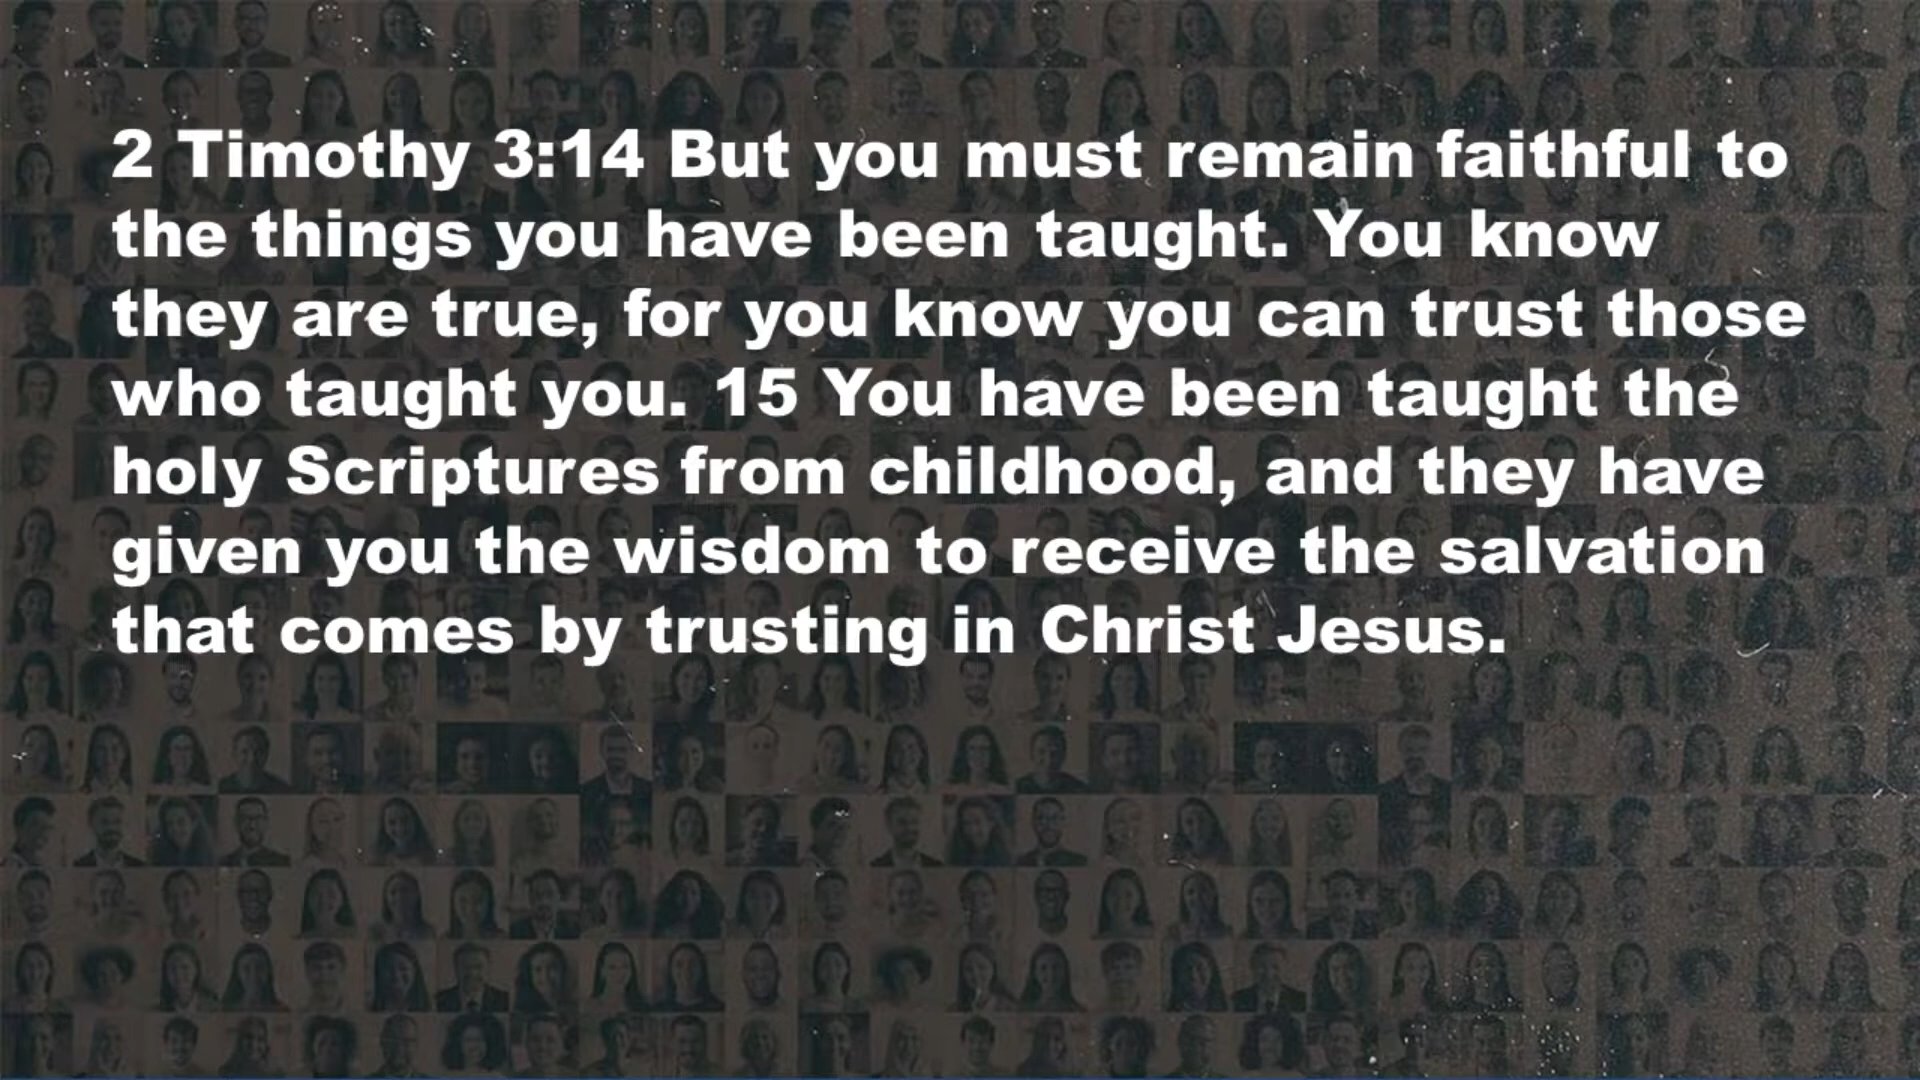 2 Timothy 3:14 But you must remain faithful to
the things you have been taught. You know
they are true, for you know you can trust those
who taught you. 15 You have been taught the
holy Scriptures from childhood, and they have
given you the wisdom to receive the salvation
that comes by trusting in Christ Jesus.